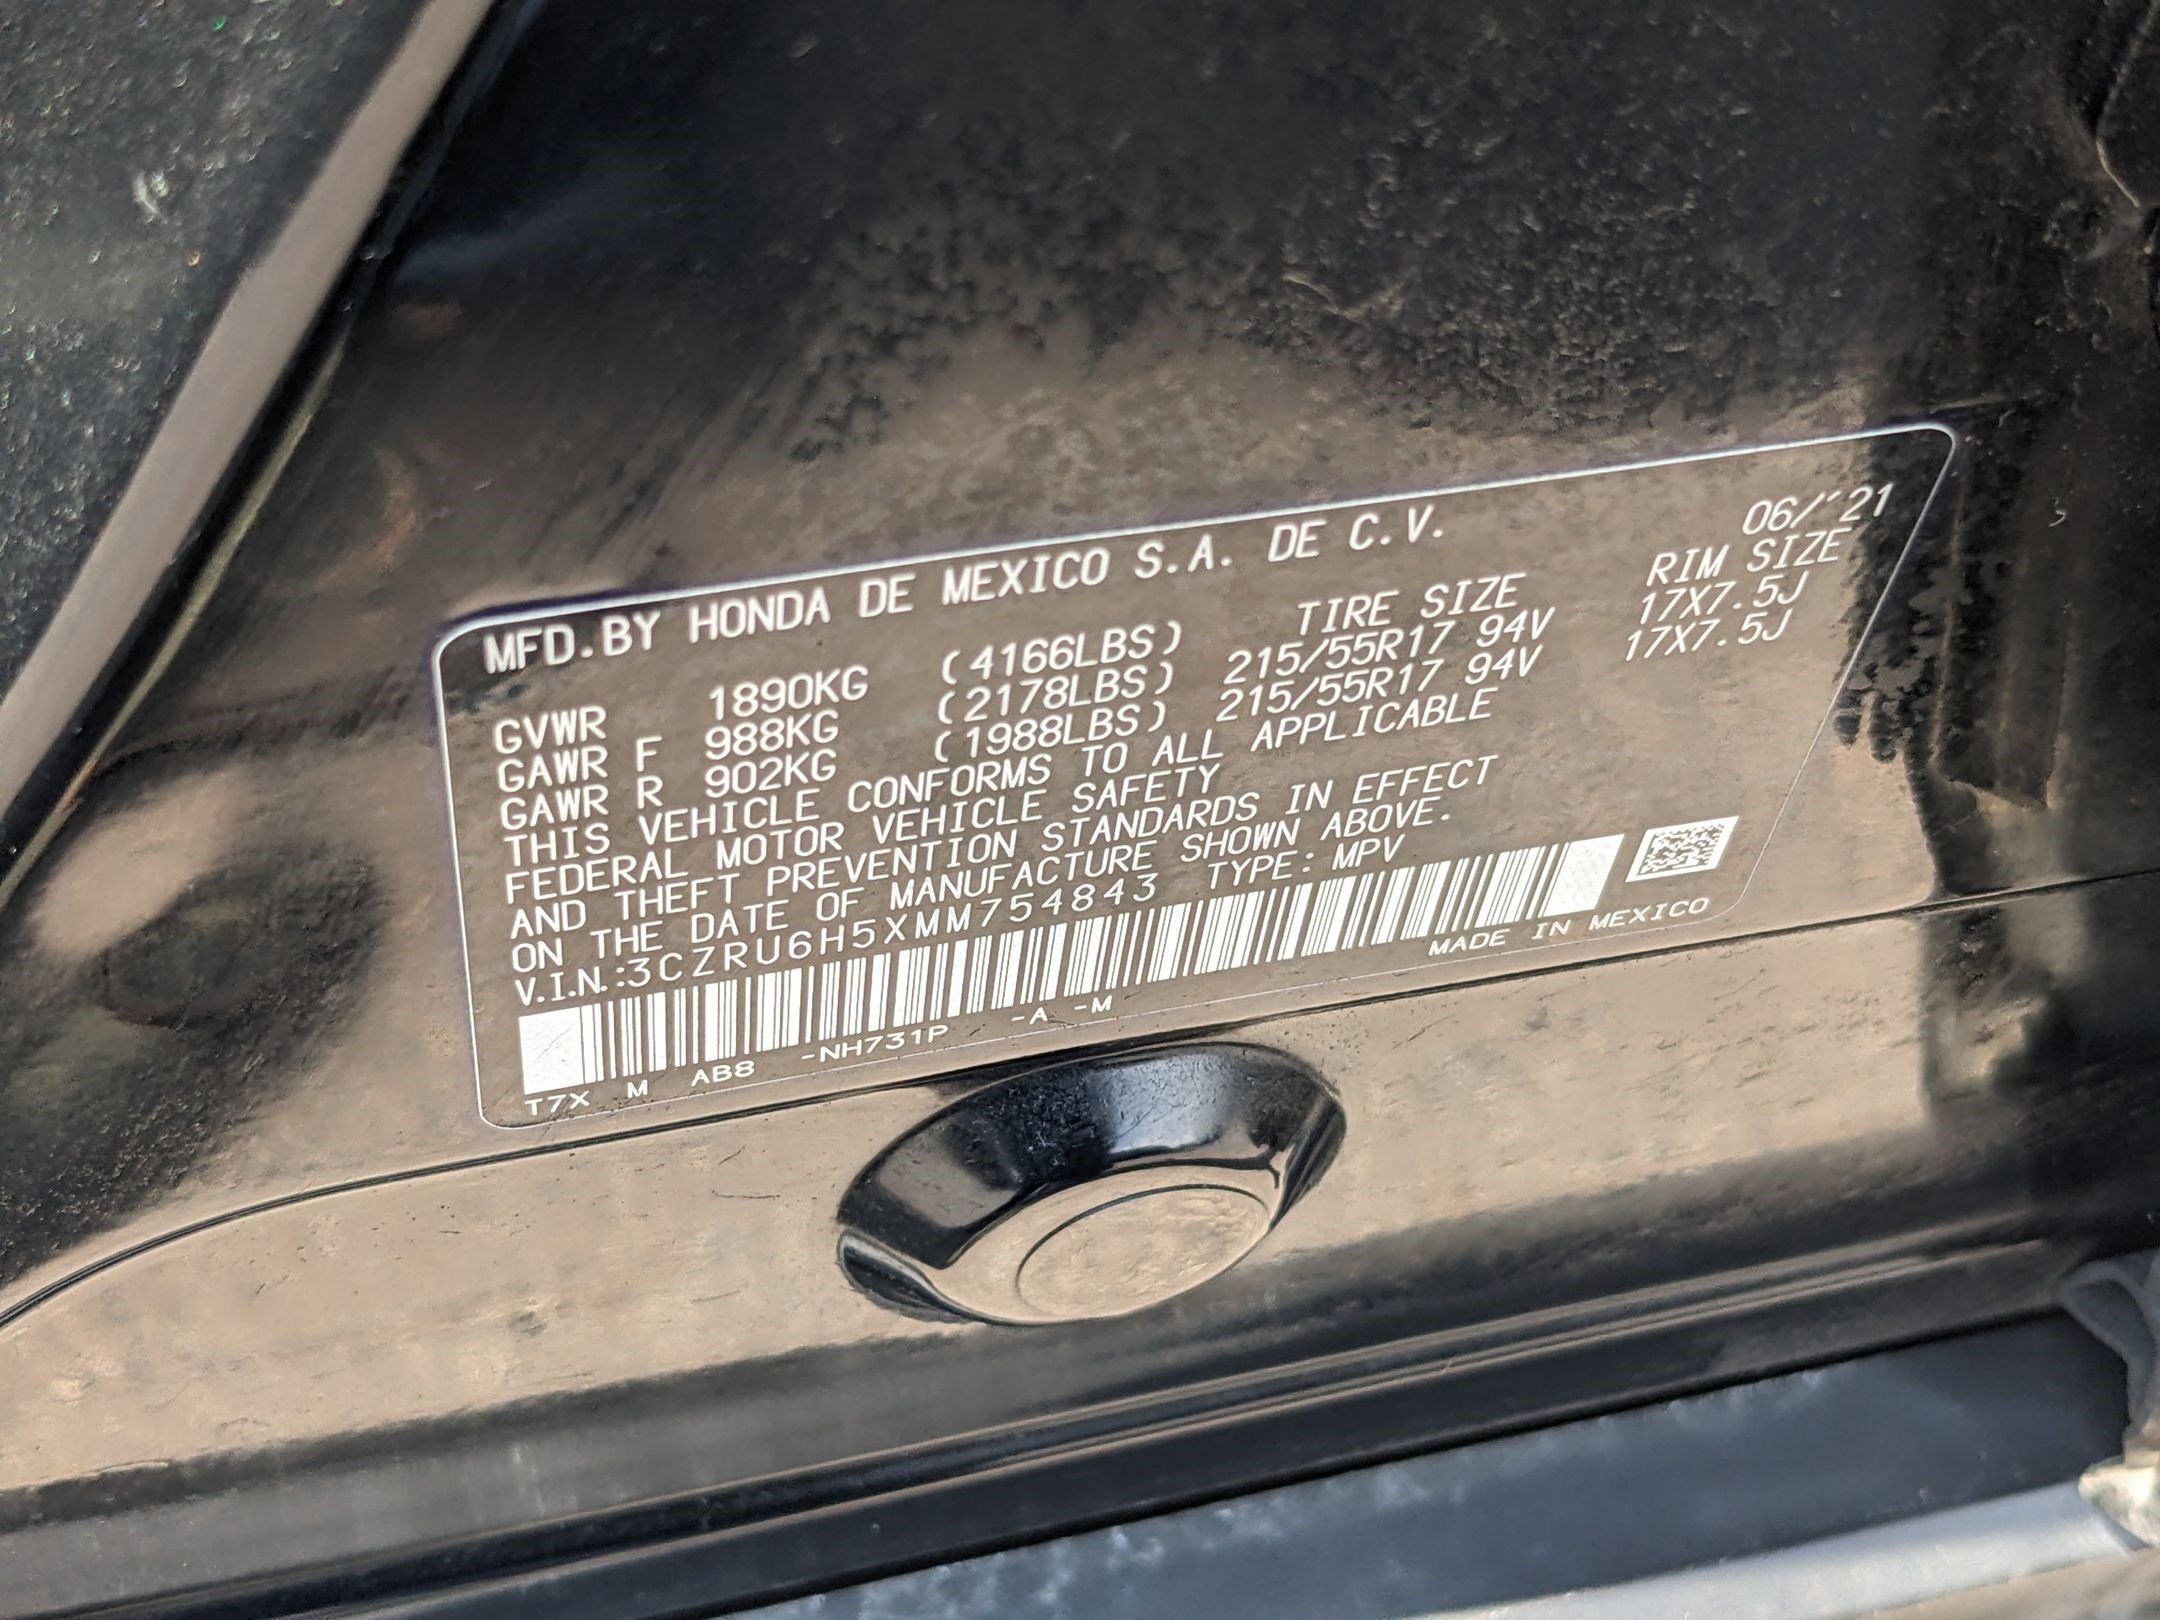 MFD.BY HONDA DE MEXICO S.A. DE C.V. 06/'21
TIRE SIZE RIM SIZE
GVWR 1890KG (4166LBS)
GAWR F 988KG (2178LBS) 215/55R17 94V 17X7.5J
GAWR R 902KG (1988LBS) 215/55R17 94V 17X7.5J
THIS VEHICLE CONFORMS TO ALL APPLICABLE
FEDERAL MOTOR VEHICLE SAFETY
AND THEFT PREVENTION STANDARDS IN EFFECT
ON THE DATE OF MANUFACTURE SHOWN ABOVE.
V.I.N.:3CZRU6H5XMM754843 TYPE: MPV
T7X M AB8 -NH731P -A -M MADE IN MEXICO